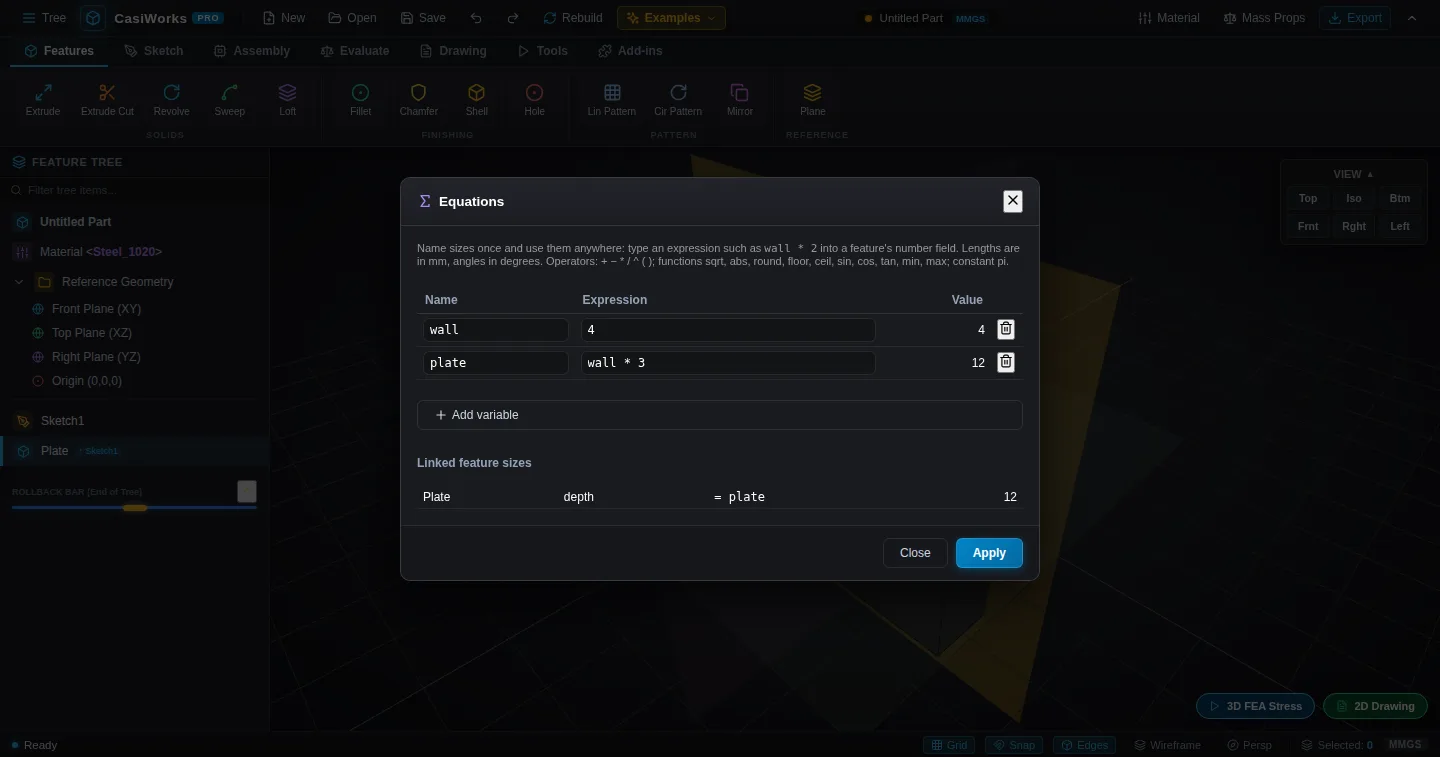 Tree CasiWorks PRO New Open Save Rebuild Examples Untitled Part MMGS Material Mass Props Export
Features Sketch Assembly Evaluate Drawing Tools Add-ins
Extrude Extrude Cut Revolve Sweep Loft Fillet Chamfer Shell Hole Lin Pattern Cir Pattern Mirror Plane
SOLIDS FINISHING PATTERN REFERENCE
FEATURE TREE
Filter tree items...
Untitled Part
Material <Steel_1020>
Reference Geometry
Front Plane (XY)
Top Plane (XZ)
Right Plane (YZ)
Origin (0,0,0)
Sketch1
Plate ↑ Sketch1
ROLLBACK BAR (End of Tree)
VIEW ▲
Top Iso Btm
Frnt Rght Left
Σ Equations
Name sizes once and use them anywhere: type an expression such as wall * 2 into a feature's number field. Lengths are
in mm, angles in degrees. Operators: + − * / ^ ( ); functions sqrt, abs, round, floor, ceil, sin, cos, tan, min, max; constant pi.
Name Expression Value
wall 4 4
plate wall * 3 12
Add variable
Linked feature sizes
Plate depth = plate 12
Close Apply
3D FEA Stress 2D Drawing
Ready Grid Snap Edges Wireframe Persp Selected: 0 MMGS